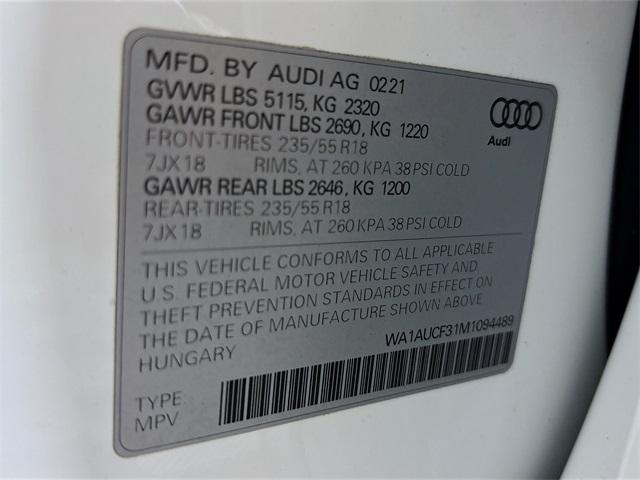 MFD. BY AUDI AG 0221
GVWR LBS 5115, KG 2320
GAWR FRONT LBS 2690, KG 1220
FRONT-TIRES 235/55 R18
7JX18 RIMS, AT 260 KPA 38 PSI COLD
GAWR REAR LBS 2646, KG 1200
REAR-TIRES 235/55 R18
7JX18 RIMS, AT 260 KPA 38 PSI COLD
Audi
THIS VEHICLE CONFORMS TO ALL APPLICABLE
U.S. FEDERAL MOTOR VEHICLE SAFETY AND
THEFT PREVENTION STANDARDS IN EFFECT ON
THE DATE OF MANUFACTURE SHOWN ABOVE
HUNGARY
WA1AUCF31M1094489
TYPE:
MPV